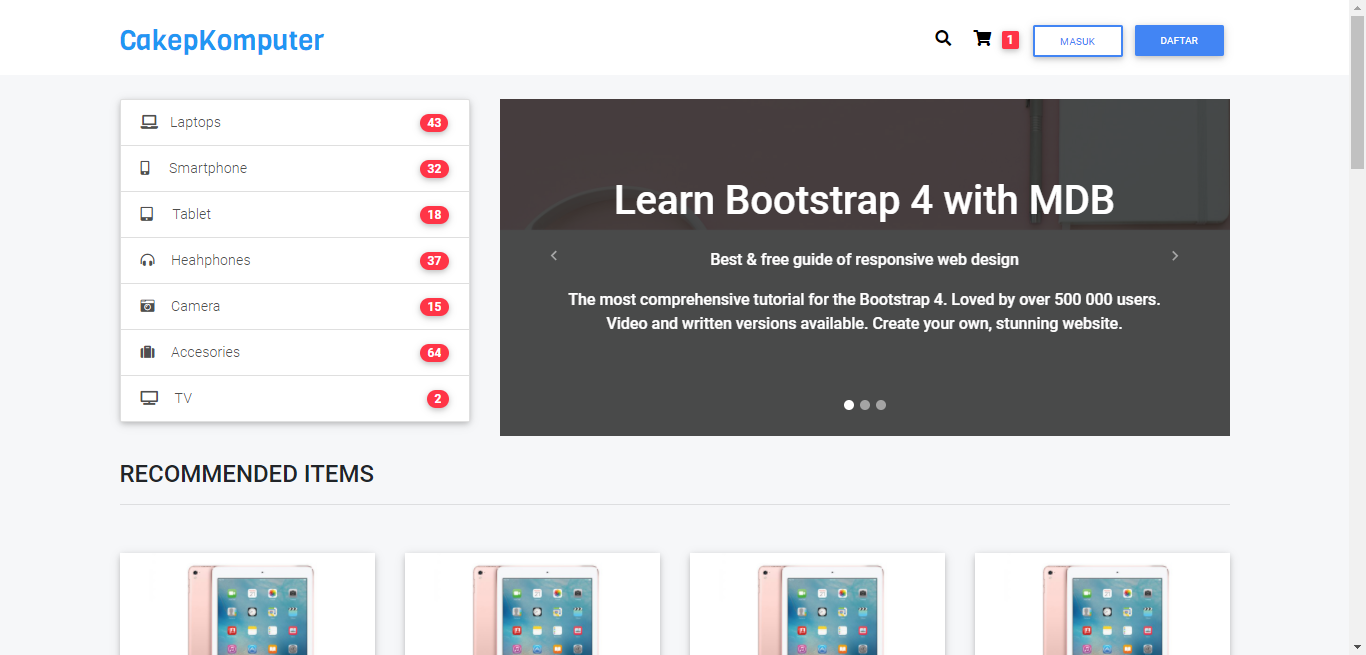 CakepKomputer
1
MASUK
DAFTAR
Laptops 43
Smartphone 32
Tablet 18
Heahphones 37
Camera 15
Accesories 64
TV 2
Learn Bootstrap 4 with MDB
Best & free guide of responsive web design
The most comprehensive tutorial for the Bootstrap 4. Loved by over 500 000 users.
Video and written versions available. Create your own, stunning website.
RECOMMENDED ITEMS